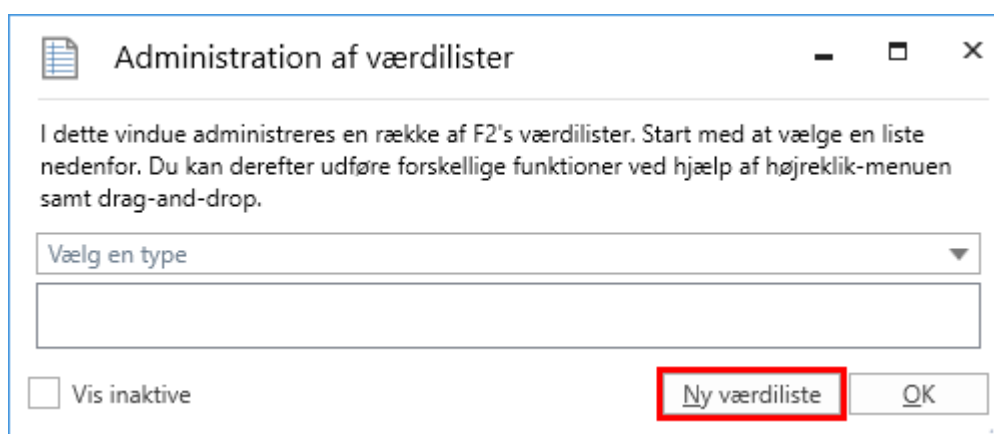 Administration af værdilister
I dette vindue administreres en række af F2's værdilister. Start med at vælge en liste
nedenfor. Du kan derefter udføre forskellige funktioner ved hjælp af højreklik-menuen
samt drag-and-drop.
Vælg en type
Vis inaktive
Ny værdiliste
OK